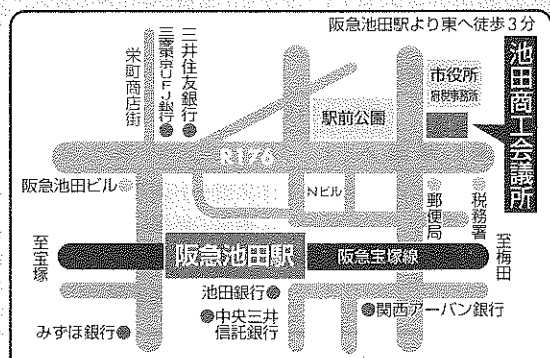 阪急池田駅より東へ徒歩3分
池田商工会議所
栄町商店街
三菱東京UFJ銀行
三井住友銀行
市役所
府税事務所
駅前公園
R176
阪急池田ビル
Nビル
郵便局
税務署
至宝塚
阪急池田駅
阪急宝塚線
至梅田
池田銀行
中央三井
信託銀行
関西アーバン銀行
みずほ銀行